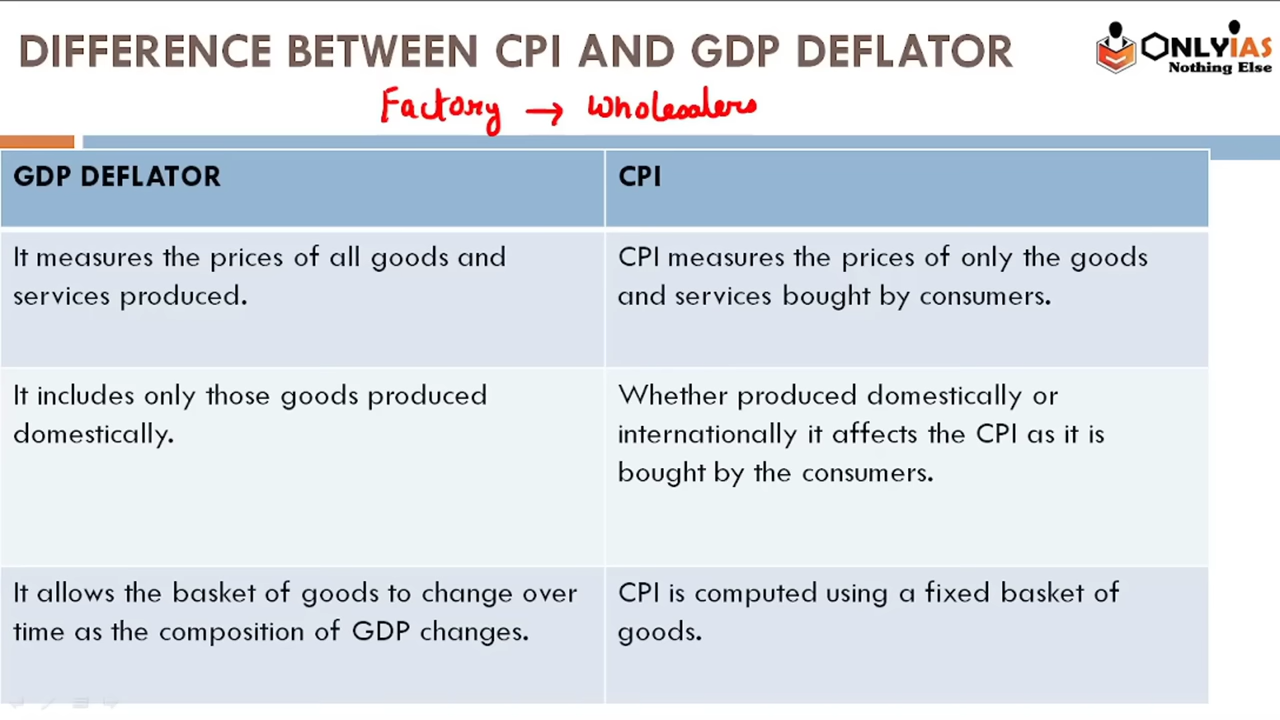 DIFFERENCE BETWEEN CPI AND GDP DEFLATOR
ONLYIAS
Nothing Else
Factory → Wholesalers
GDP DEFLATOR
CPI
It measures the prices of all goods and
services produced.
CPI measures the prices of only the goods
and services bought by consumers.
It includes only those goods produced
domestically.
Whether produced domestically or
internationally it affects the CPI as it is
bought by the consumers.
It allows the basket of goods to change over
time as the composition of GDP changes.
CPI is computed using a fixed basket of
goods.